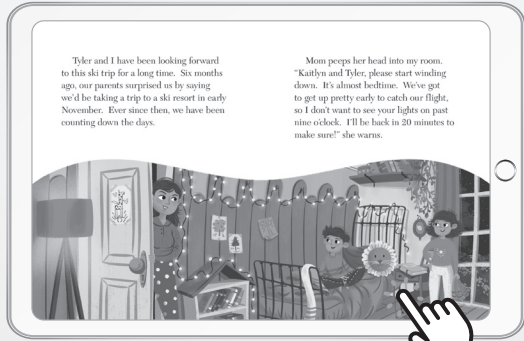 Tyler and I have been looking forward
to this ski trip for a long time. Six months
ago, our parents surprised us by saying
we'd be taking a trip to a ski resort in early
November. Ever since then, we have been
counting down the days.
Mom peeps her head into my room.
"Kaitlyn and Tyler, please start winding
down. It's almost bedtime. We've got
to get up pretty early to catch our flight,
so I don't want to see your lights on past
nine o'clock. I'll be back in 20 minutes to
make sure!" she warns.